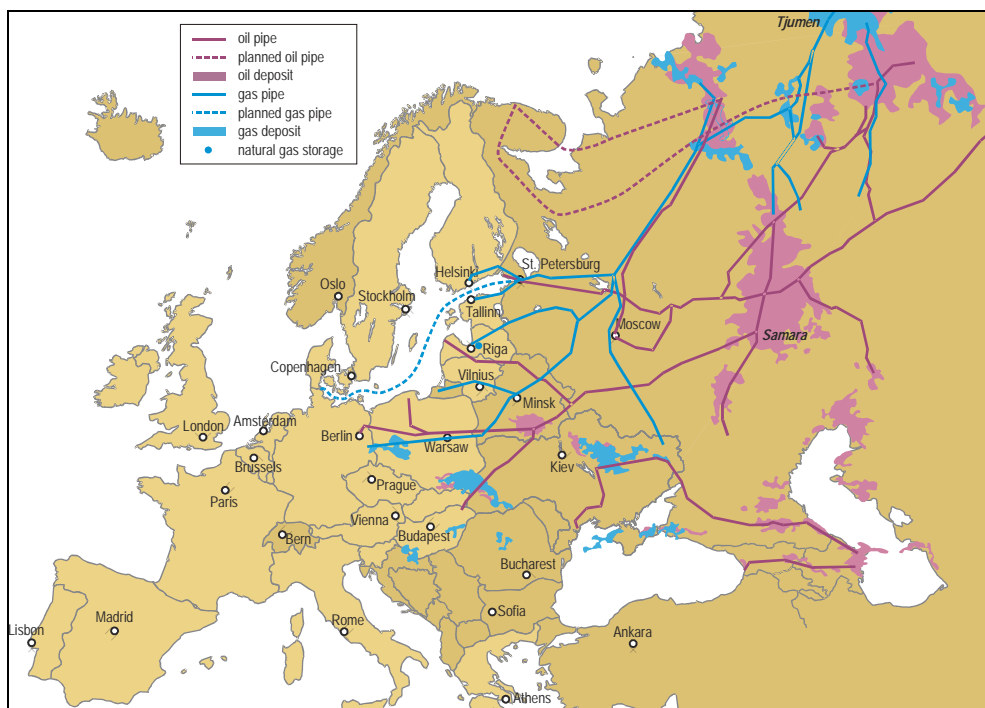 oil pipe
planned oil pipe
oil deposit
gas pipe
planned gas pipe
gas deposit
natural gas storage
Tjumen
Helsinki
St. Petersburg
Oslo
Stockholm
Tallinn
Moscow
Samara
Riga
Copenhagen
Vilnius
Minsk
London
Amsterdam
Berlin
Warsaw
Brussels
Kiev
Paris
Prague
Vienna
Budapest
Bern
Bucharest
Madrid
Rome
Sofia
Lisbon
Ankara
Athens